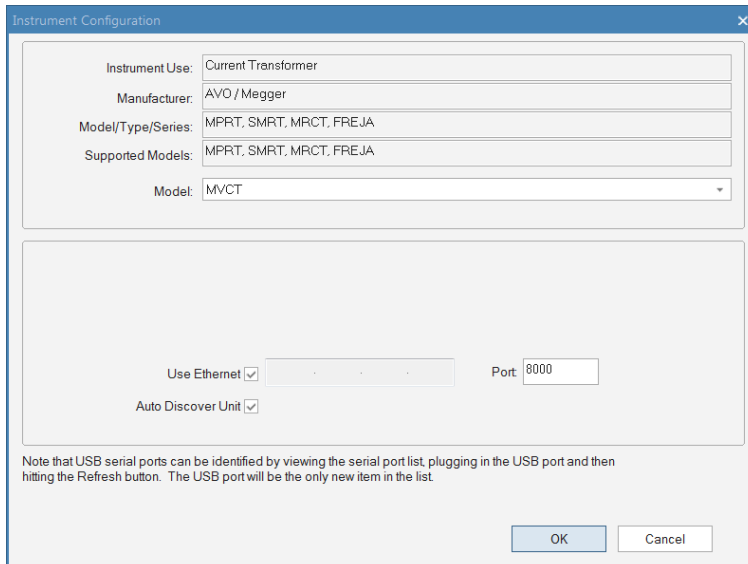 Instrument Configuration
Instrument Use: Current Transformer
Manufacturer: AVO / Megger
Model/Type/Series: MPRT, SMRT, MRCT, FREJA
Supported Models: MPRT, SMRT, MRCT, FREJA
Model: MVCT
Use Ethernet . . . Port: 8000
Auto Discover Unit
Note that USB serial ports can be identified by viewing the serial port list, plugging in the USB port and then
hitting the Refresh button. The USB port will be the only new item in the list.
OK Cancel